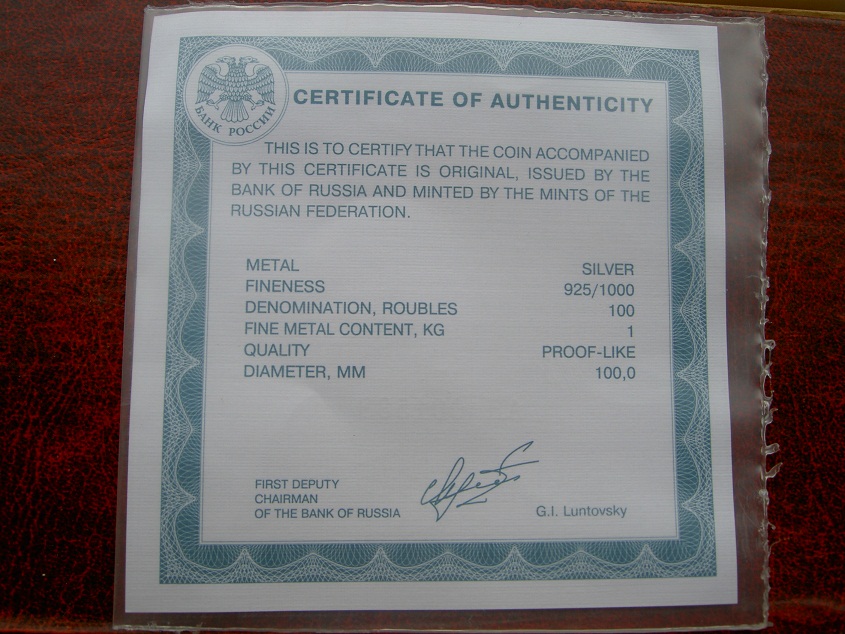 БАНК РОССИИ
CERTIFICATE OF AUTHENTICITY
THIS IS TO CERTIFY THAT THE COIN ACCOMPANIED
BY THIS CERTIFICATE IS ORIGINAL, ISSUED BY THE
BANK OF RUSSIA AND MINTED BY THE MINTS OF THE
RUSSIAN FEDERATION.
METAL SILVER
FINENESS 925/1000
DENOMINATION, ROUBLES 100
FINE METAL CONTENT, KG 1
QUALITY PROOF-LIKE
DIAMETER, MM 100,0
FIRST DEPUTY
CHAIRMAN
OF THE BANK OF RUSSIA G.I. Luntovsky